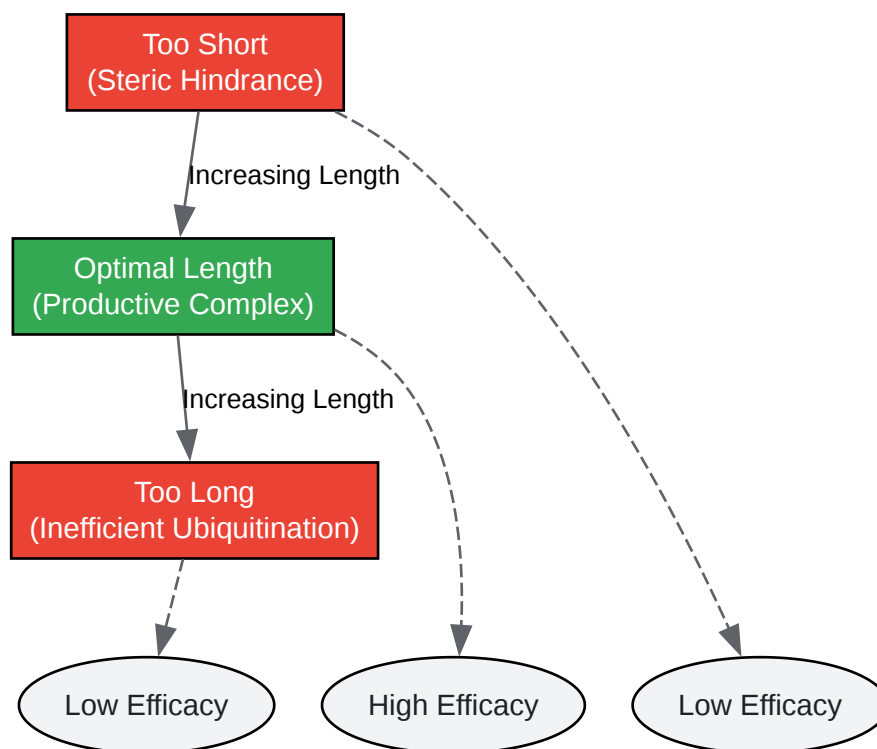 Too Short
(Steric Hindrance)
Increasing Length
Optimal Length
(Productive Complex)
Increasing Length
Too Long
(Inefficient Ubiquitination)
Low Efficacy
High Efficacy
Low Efficacy